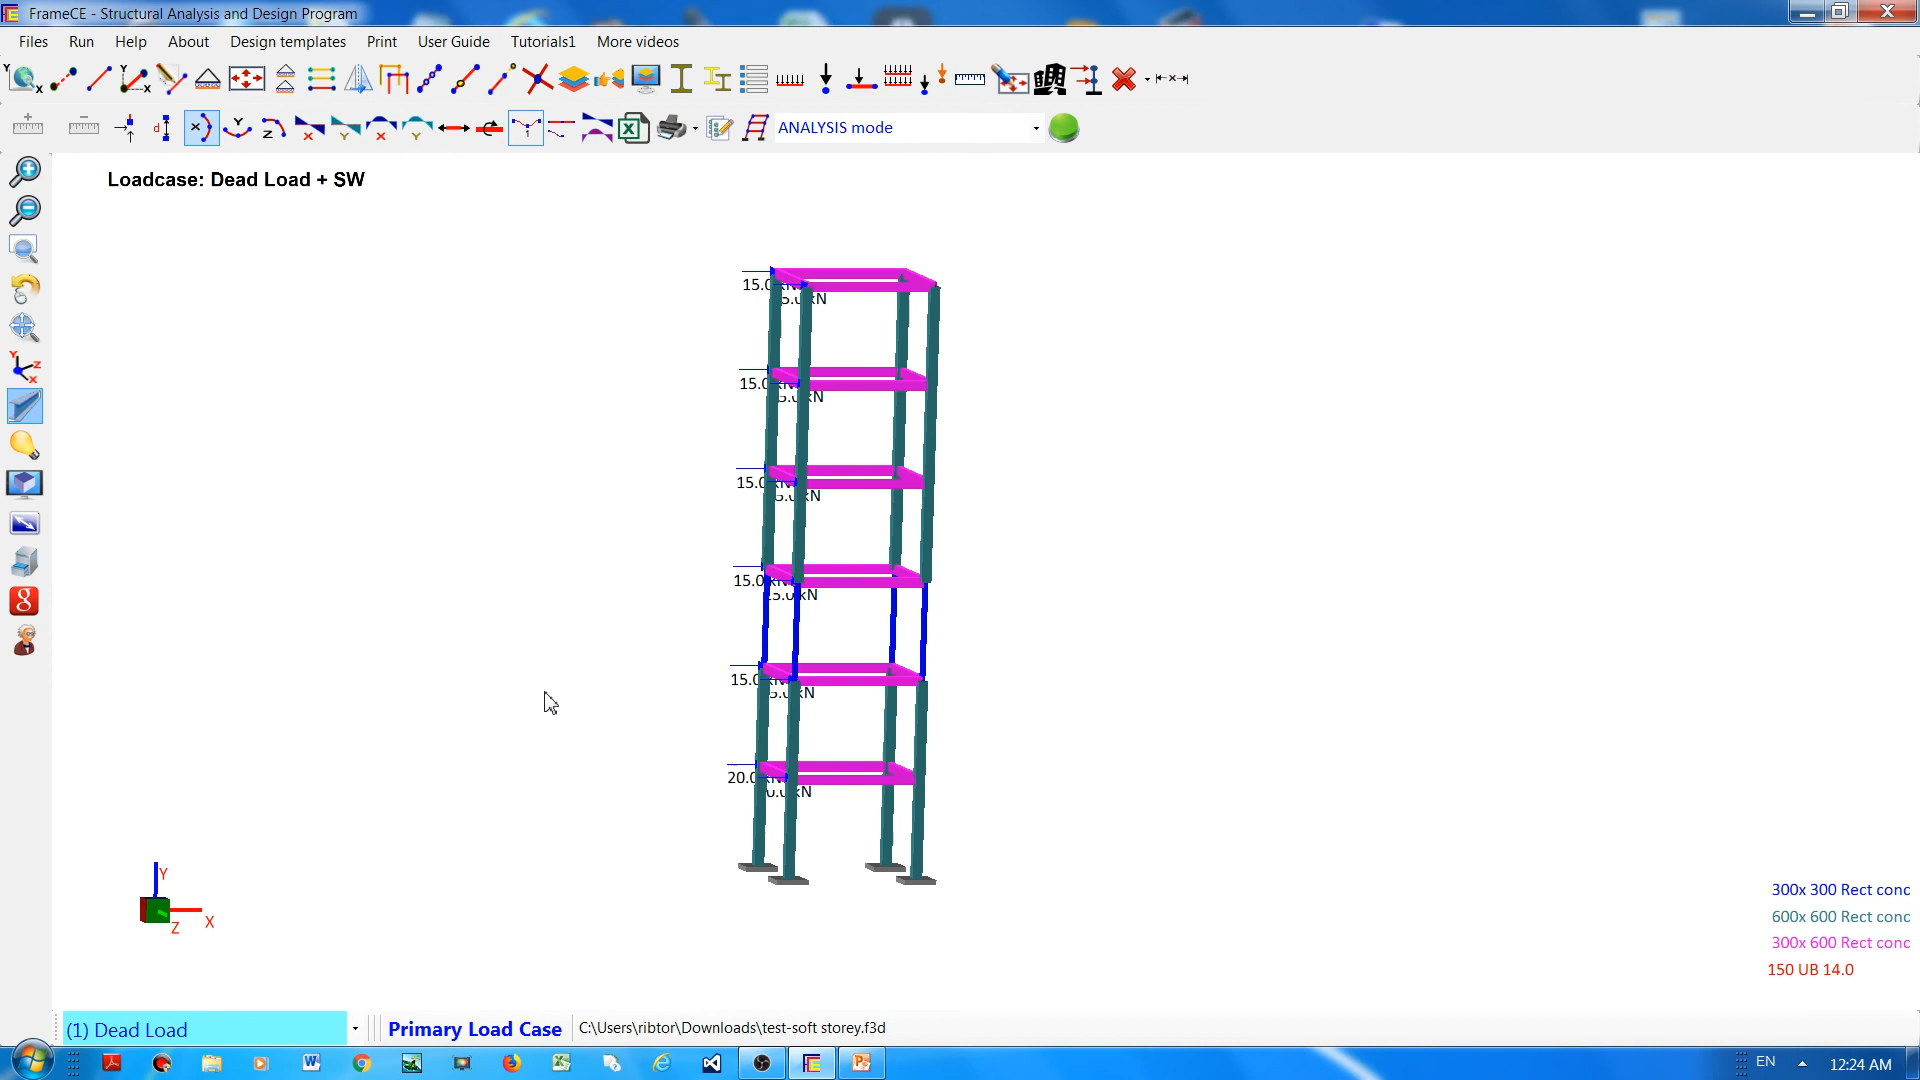 FrameCE - Structural Analysis and Design Program
Files Run Help About Design templates Print User Guide Tutorials1 More videos
ANALYSIS mode
Loadcase: Dead Load + SW
300x 300 Rect conc
600x 600 Rect conc
300x 600 Rect conc
150 UB 14.0
Y
X
Z
(1) Dead Load
Primary Load Case
C:\Users\ribtor\Downloads\test-soft storey.f3d
EN
12:24 AM